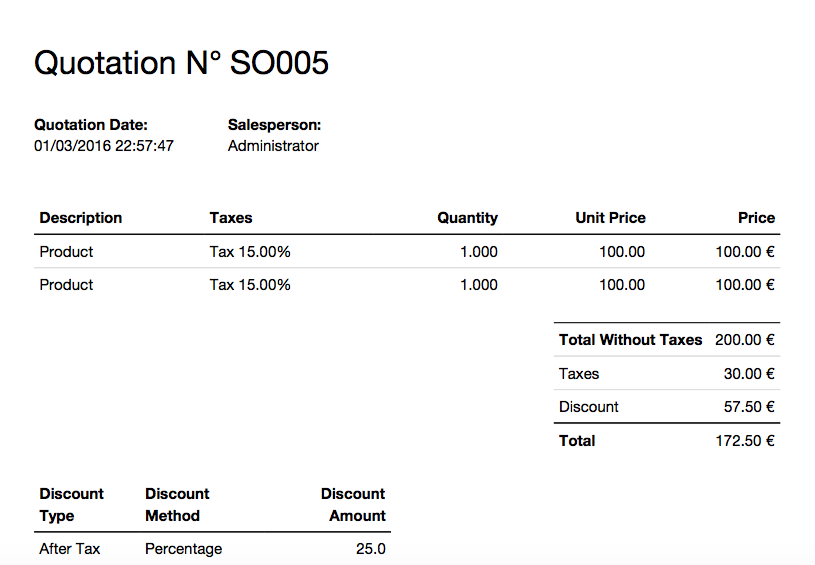 Quotation N° SO005
Quotation Date: Salesperson:
01/03/2016 22:57:47 Administrator
Description Taxes Quantity Unit Price Price
Product Tax 15.00% 1.000 100.00 100.00 €
Product Tax 15.00% 1.000 100.00 100.00 €
Total Without Taxes 200.00 €
Taxes 30.00 €
Discount 57.50 €
Total 172.50 €
Discount Discount Discount
Type Method Amount
After Tax Percentage 25.0